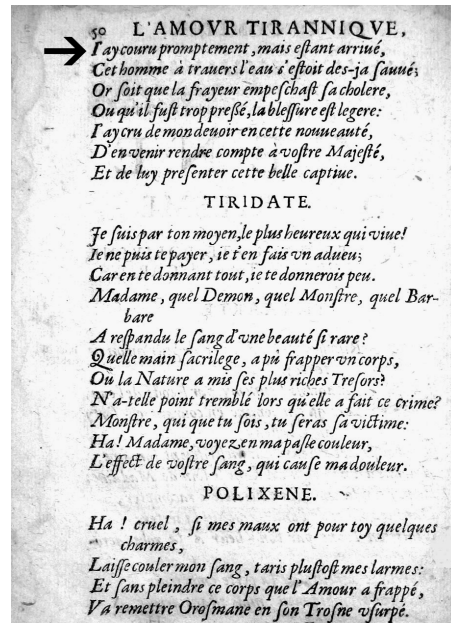 50 L'AMOVR TIRANNIQVE,
I'ay couru promptement, mais eſtant arriué,
Cet homme à trauers l'eau s'eſtoit des-ja ſauué;
Or ſoit que la frayeur empeſchaſt ſa cholere,
Ou qu'il fuſt trop preßé, la bleſſure eſt legere:
I'ay cru de mon deuoir en cette nouueauté,
D'en venir rendre compte à voſtre Majeſté,
Et de luy préſenter cette belle captiue.
TIRIDATE.
Je ſuis par ton moyen, le plus heureux qui viue!
Ie ne puis te payer, ie t'en fais vn adueu;
Car en te donnant tout, ie te donnerois peu.
Madame, quel Demon, quel Monſtre, quel Bar-
bare
A reſpandu le ſang d'vne beauté ſi rare?
Quelle main ſacrilege, a pû frapper vn corps,
Où la Nature a mis ſes plus riches Treſors?
N'a-telle point tremblé lors qu'elle a fait ce crime?
Monſtre, qui que tu ſois, tu ſeras ſa victime:
Ha! Madame, voyez en ma paſle couleur,
L'effect de voſtre ſang, qui cauſe ma douleur.
POLIXENE.
Ha ! cruel, ſi mes maux ont pour toy quelques
charmes,
Laiſſe couler mon ſang, taris pluſtoſt mes larmes:
Et ſans pleindre ce corps que l'Amour a frappé,
Va remettre Oroſmane en ſon Troſne vſurpé.